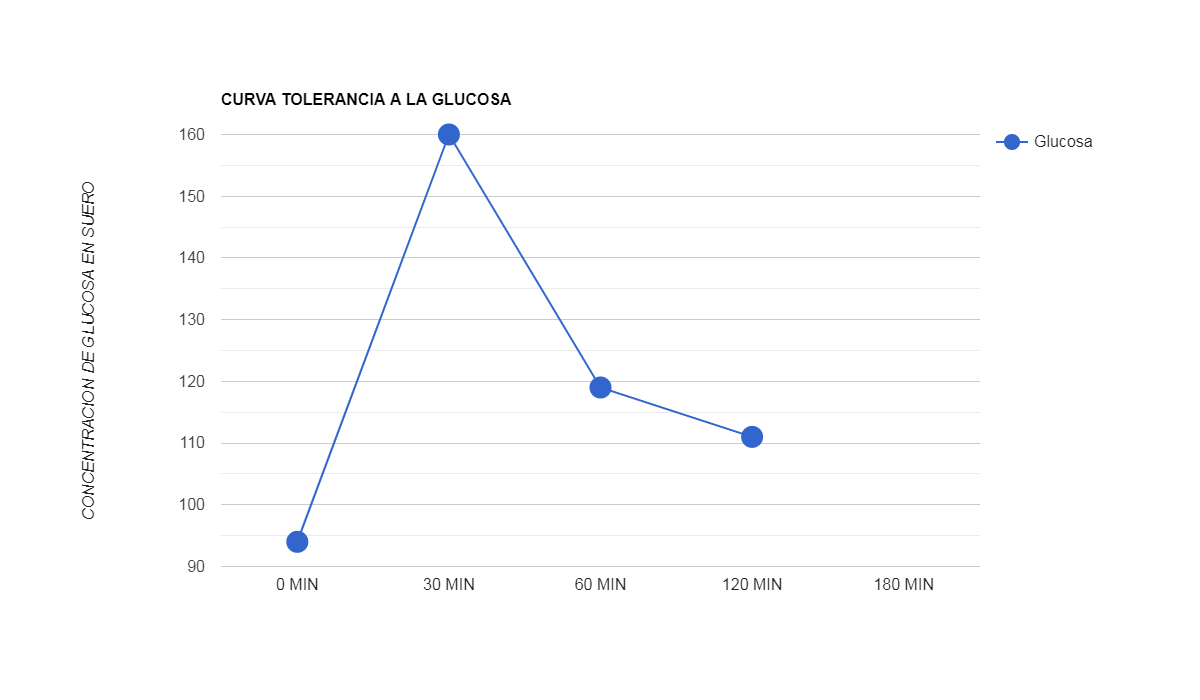 CURVA TOLERANCIA A LA GLUCOSA
Glucosa
CONCENTRACION DE GLUCOSA EN SUERO
160
150
140
130
120
110
100
90
0 MIN
30 MIN
60 MIN
120 MIN
180 MIN